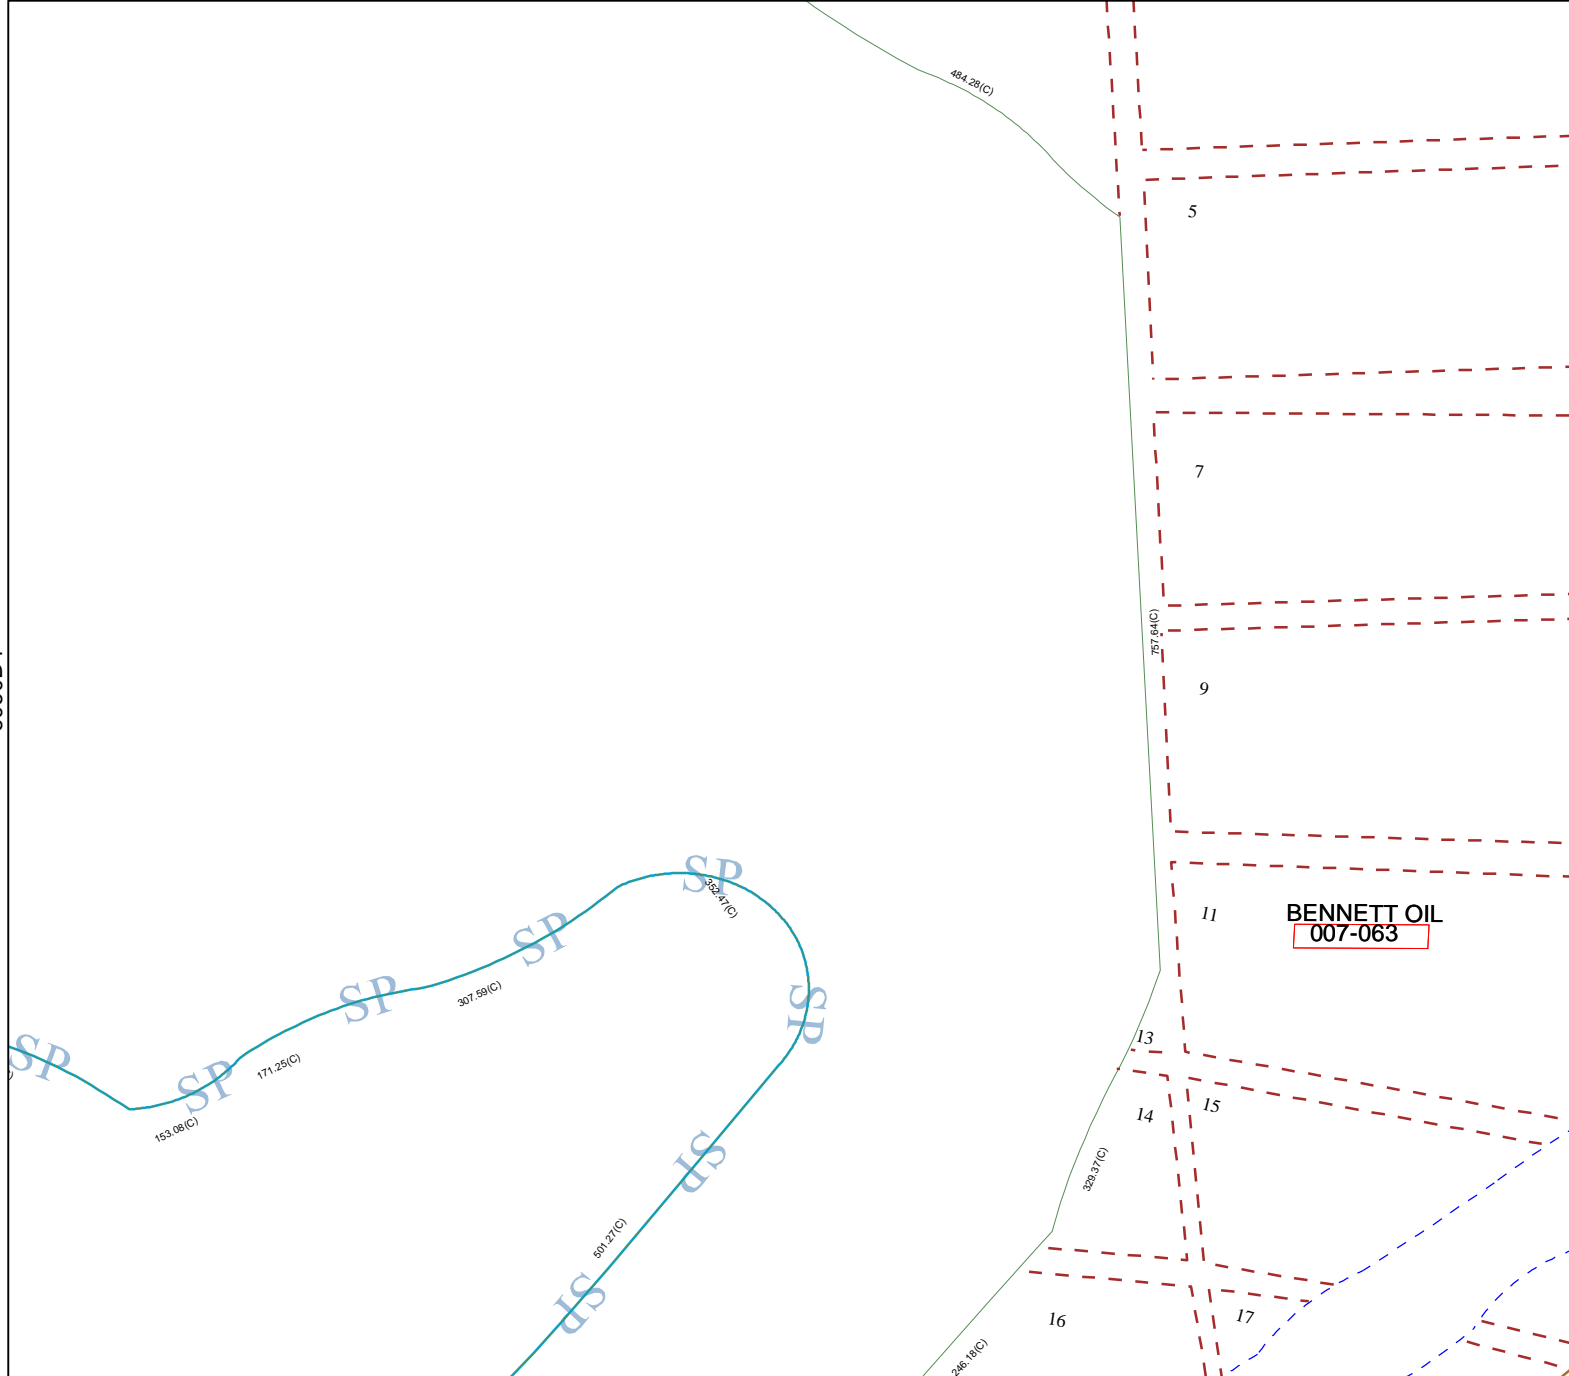 484.28(C)
5
7
757.64(C)
9
SP
352.47(C)
11
BENNETT OIL
007-063
SP
SP
307.59(C)
SP
SP
13
SP
171.25(C)
15
14
153.08(C)
SP
329.37(C)
501.27(C)
SP
17
16
246.18(C)